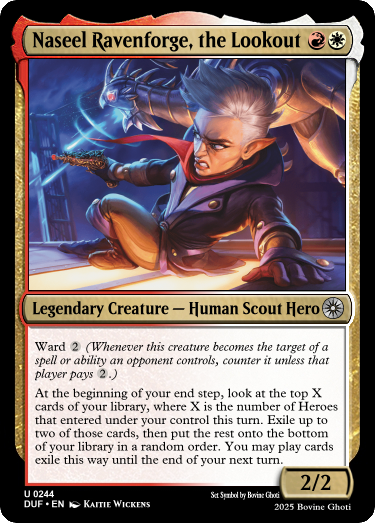 Naseel Ravenforge, the Lookout
Legendary Creature — Human Scout Hero
Ward 2 (Whenever this creature becomes the target of a
spell or ability an opponent controls, counter it unless that
player pays 2.)
At the beginning of your end step, look at the top X
cards of your library, where X is the number of Heroes
that entered under your control this turn. Exile up to
two of those cards, then put the rest onto the bottom
of your library in a random order. You may play cards
exile this way until the end of your next turn.
2/2
U 0244
DUF • EN Kaitie Wickens
Set Symbol by Bovine Ghoti
2025 Bovine Ghoti